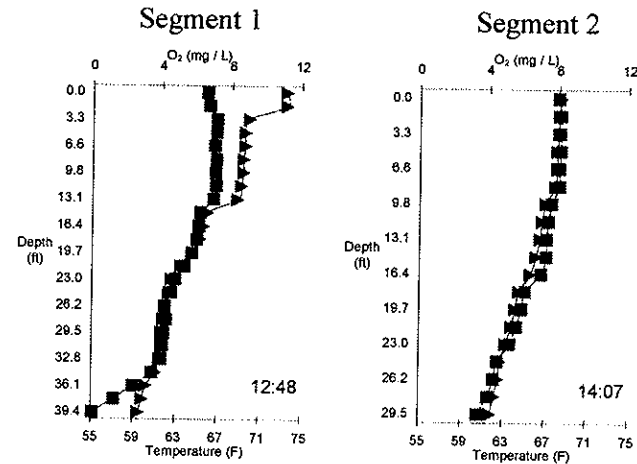 Segment 1
O₂ (mg / L)
0 4 8 12
0.0
3.3
6.6
9.8
13.1
16.4
19.7
23.0
26.2
29.5
32.8
36.1
39.4
Depth
(ft)
12:48
55 59 63 67 71 75
Temperature (F)
Segment 2
O₂ (mg / L)
0 4 8 12
0.0
3.3
6.6
9.8
13.1
16.4
19.7
23.0
26.2
29.5
Depth
(ft)
14:07
55 59 63 67 71 75
Temperature (F)